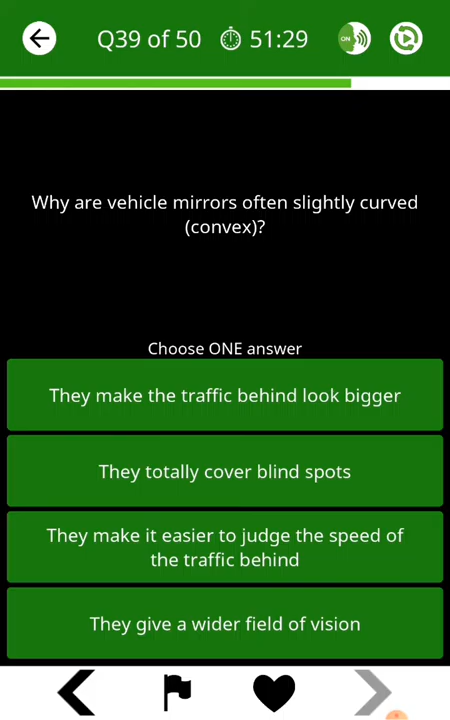 Q39 of 50 51:29
ON
Why are vehicle mirrors often slightly curved
(convex)?
Choose ONE answer
They make the traffic behind look bigger
They totally cover blind spots
They make it easier to judge the speed of
the traffic behind
They give a wider field of vision